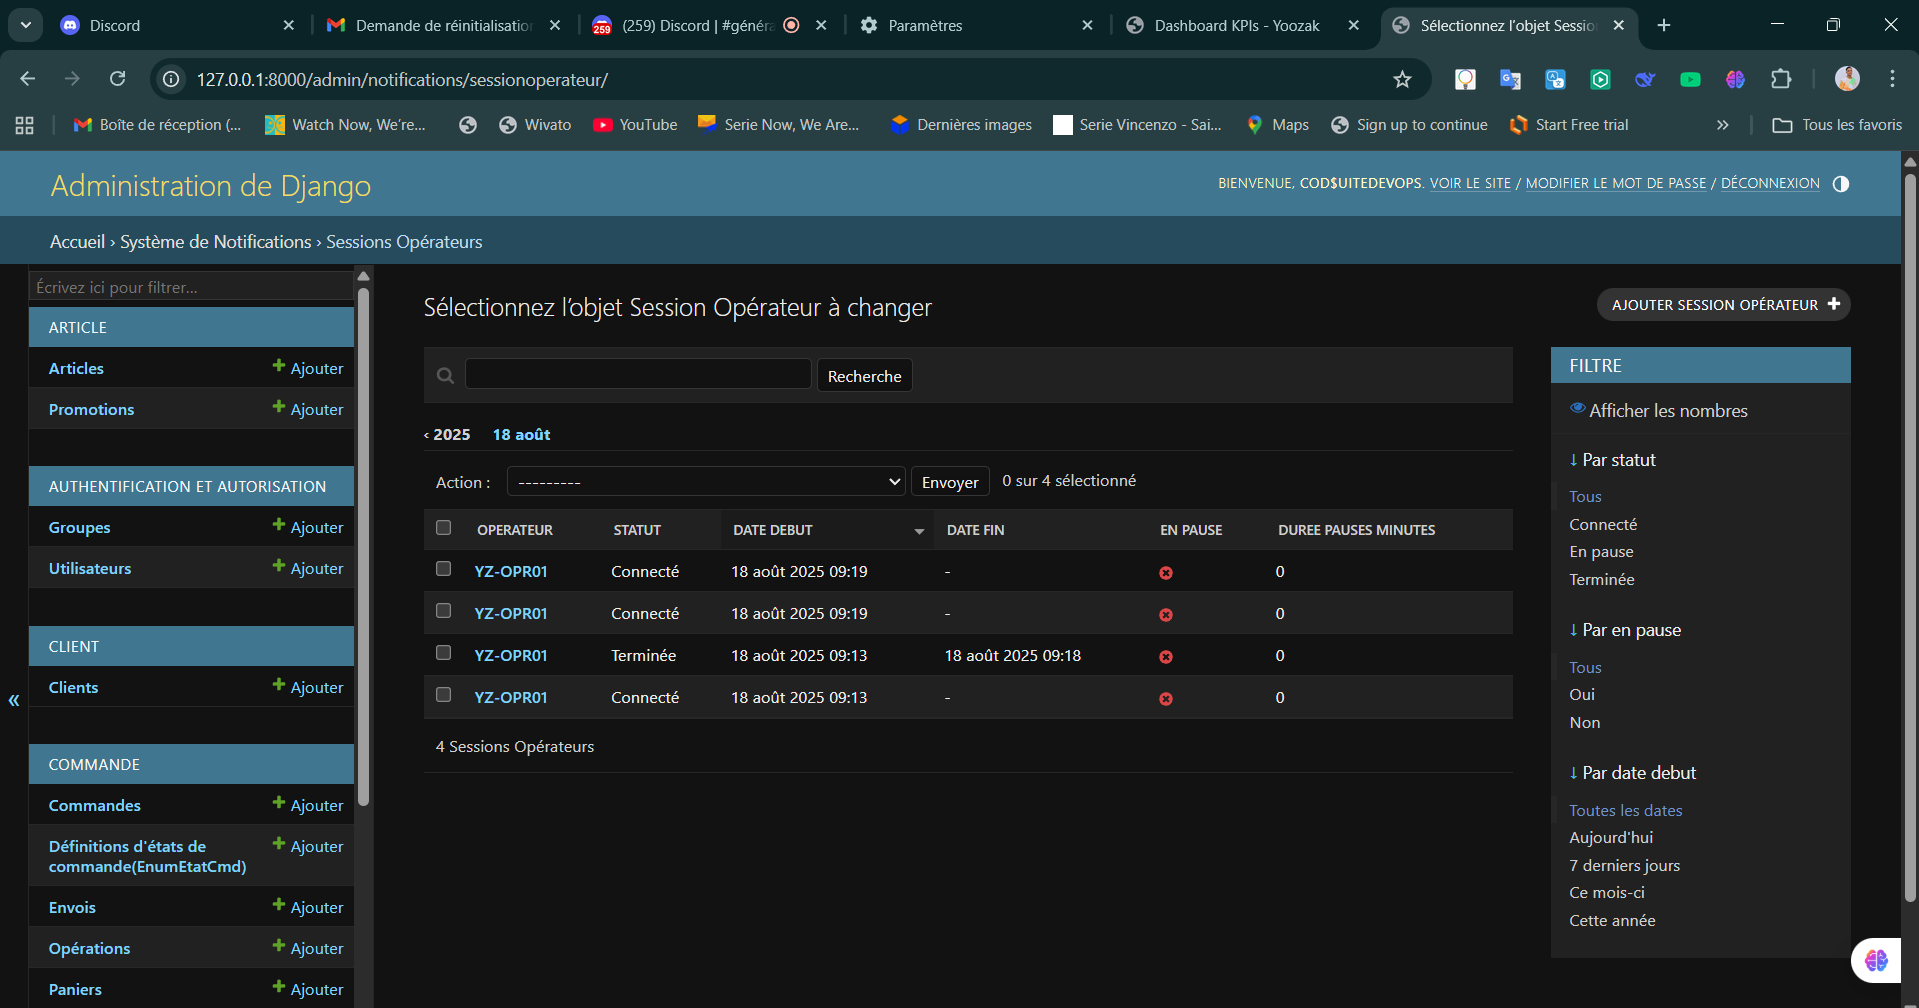 Discord
Demande de réinitialisation
(259) Discord | #généra
Paramètres
Dashboard KPIs - Yoozak
Sélectionnez l'objet Sessio
127.0.0.1:8000/admin/notifications/sessionoperateur/
Boîte de réception (...
Watch Now, We're...
Wivato
YouTube
Serie Now, We Are...
Dernières images
Serie Vincenzo - Sai...
Maps
Sign up to continue
Start Free trial
»
Tous les favoris
Administration de Django
BIENVENUE, COD$UITEDEVOPS. VOIR LE SITE / MODIFIER LE MOT DE PASSE / DÉCONNEXION
Accueil › Système de Notifications › Sessions Opérateurs
Écrivez ici pour filtrer...
ARTICLE
Articles Ajouter
Promotions Ajouter
AUTHENTIFICATION ET AUTORISATION
Groupes Ajouter
Utilisateurs Ajouter
CLIENT
Clients Ajouter
COMMANDE
Commandes Ajouter
Définitions d'états de Ajouter
commande(EnumEtatCmd)
Envois Ajouter
Opérations Ajouter
Paniers Ajouter
«
Sélectionnez l'objet Session Opérateur à changer
AJOUTER SESSION OPÉRATEUR
Recherche
‹ 2025 18 août
Action : --------- Envoyer 0 sur 4 sélectionné
OPERATEUR STATUT DATE DEBUT DATE FIN EN PAUSE DUREE PAUSES MINUTES
YZ-OPR01 Connecté 18 août 2025 09:19 - 0
YZ-OPR01 Connecté 18 août 2025 09:19 - 0
YZ-OPR01 Terminée 18 août 2025 09:13 18 août 2025 09:18 0
YZ-OPR01 Connecté 18 août 2025 09:13 - 0
4 Sessions Opérateurs
FILTRE
Afficher les nombres
↓ Par statut
Tous
Connecté
En pause
Terminée
↓ Par en pause
Tous
Oui
Non
↓ Par date debut
Toutes les dates
Aujourd'hui
7 derniers jours
Ce mois-ci
Cette année